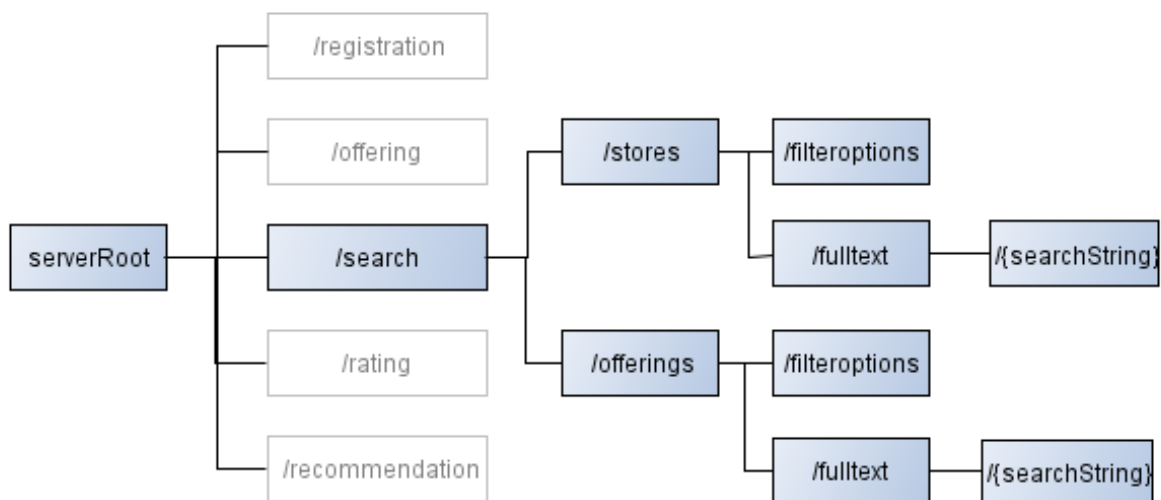 /registration
/offering
/stores
/filteroptions
serverRoot
/search
/fulltext
/{searchString}
/rating
/offerings
/filteroptions
/recommendation
/fulltext
/{searchString}